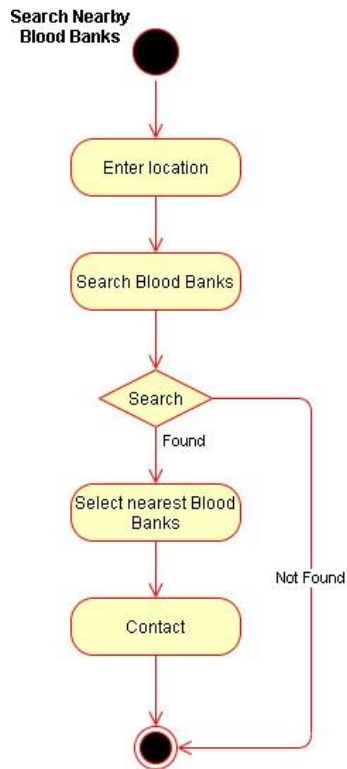 Search Nearby
Blood Banks
Enter location
Search Blood Banks
Search
Found
Select nearest Blood
Banks
Not Found
Contact